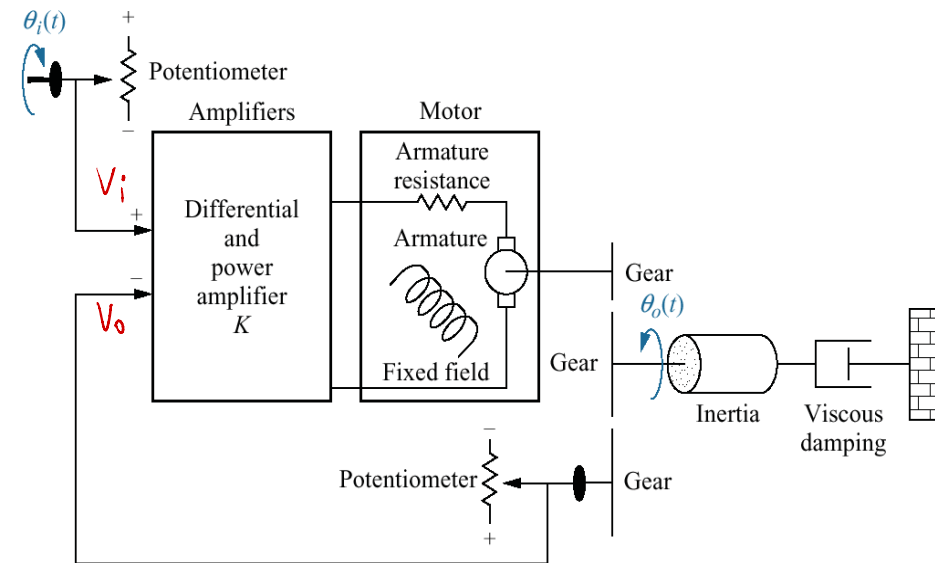 θi(t)
+
Potentiometer
−
Amplifiers
Motor
Vi
+
Differential
and
power
amplifier
K
−
Vo
Armature
resistance
Armature
Fixed field
Gear
θo(t)
Gear
Inertia
Viscous
damping
−
Potentiometer
+
Gear